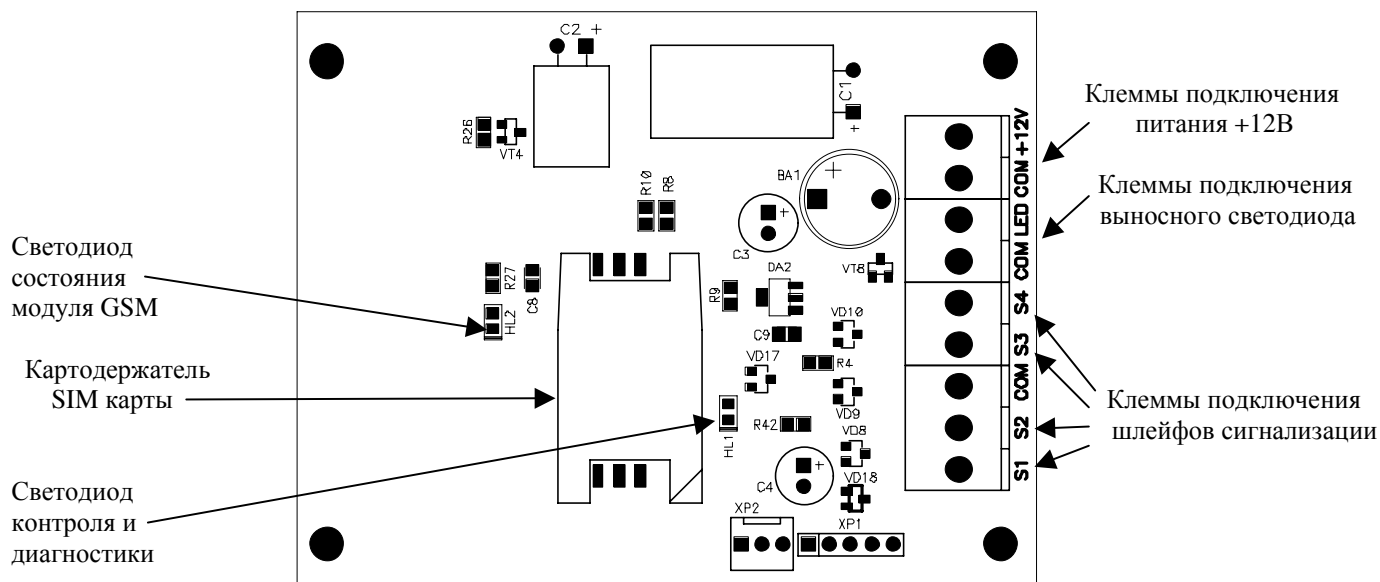 C2 +
C1
+
R26
VT4
R10
R8
BA1
+
+
C3
DA2
VT8
R27
C8
HL2
R9
C9
VD10
VD17
R4
VD9
HL1
R42
VD8
+
C4
VD18
XP2
XP1
+12V
COM
LED
COM
S4
S3
COM
S2
S1
Светодиод
состояния
модуля GSM
Картодержатель
SIM карты
Светодиод
контроля и
диагностики
Клеммы подключения
питания +12В
Клеммы подключения
выносного светодиода
Клеммы подключения
шлейфов сигнализации